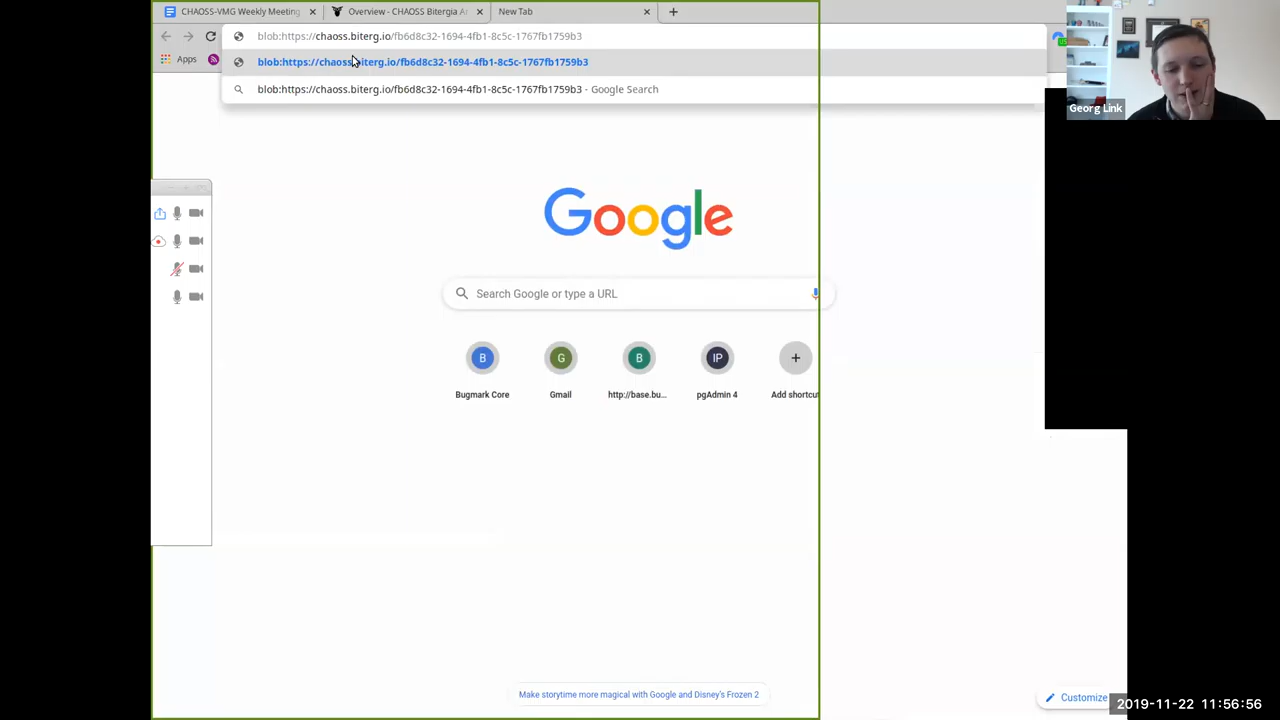 CHAOSS-VMG Weekly Meeting
Overview - CHAOSS Bitergia An
New Tab
blob:https://chaoss.biterg.io/fb6d8c32-1694-4fb1-8c5c-1767fb1759b3
Apps
blob:https://chaoss.biterg.io/fb6d8c32-1694-4fb1-8c5c-1767fb1759b3
blob:https://chaoss.biterg.io/fb6d8c32-1694-4fb1-8c5c-1767fb1759b3 - Google Search
US
Georg Link
Google
Search Google or type a URL
B
G
B
IP
Bugmark Core
Gmail
http://base.bu...
pgAdmin 4
Add shortcut
Make storytime more magical with Google and Disney's Frozen 2
Customize
2019-11-22 11:56:56